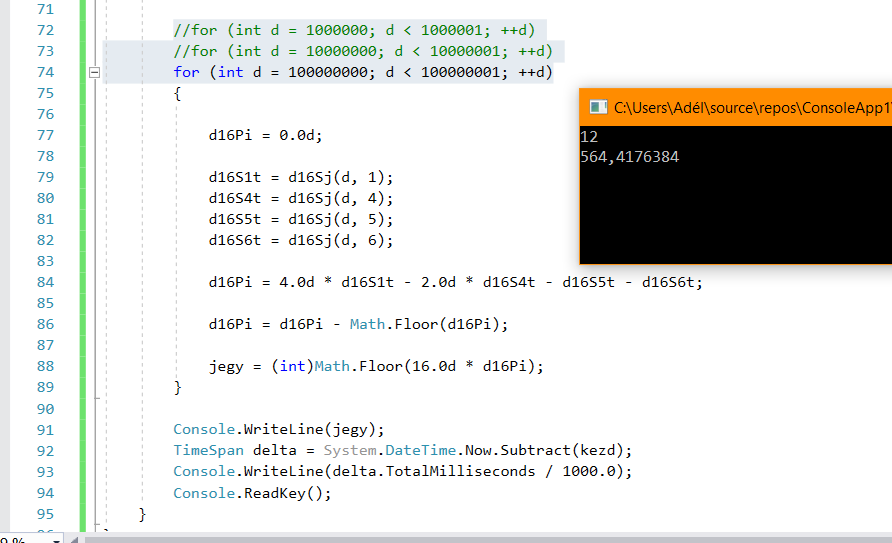 71
72 //for (int d = 1000000; d < 1000001; ++d)
73 //for (int d = 10000000; d < 10000001; ++d)
74 for (int d = 100000000; d < 100000001; ++d)
75 {
76
77 d16Pi = 0.0d;
78
79 d16S1t = d16Sj(d, 1);
80 d16S4t = d16Sj(d, 4);
81 d16S5t = d16Sj(d, 5);
82 d16S6t = d16Sj(d, 6);
83
84 d16Pi = 4.0d * d16S1t - 2.0d * d16S4t - d16S5t - d16S6t;
85
86 d16Pi = d16Pi - Math.Floor(d16Pi);
87
88 jegy = (int)Math.Floor(16.0d * d16Pi);
89 }
90
91 Console.WriteLine(jegy);
92 TimeSpan delta = System.DateTime.Now.Subtract(kezd);
93 Console.WriteLine(delta.TotalMilliseconds / 1000.0);
94 Console.ReadKey();
95 }
C:\Users\Adél\source\repos\ConsoleApp1\
12
564,4176384